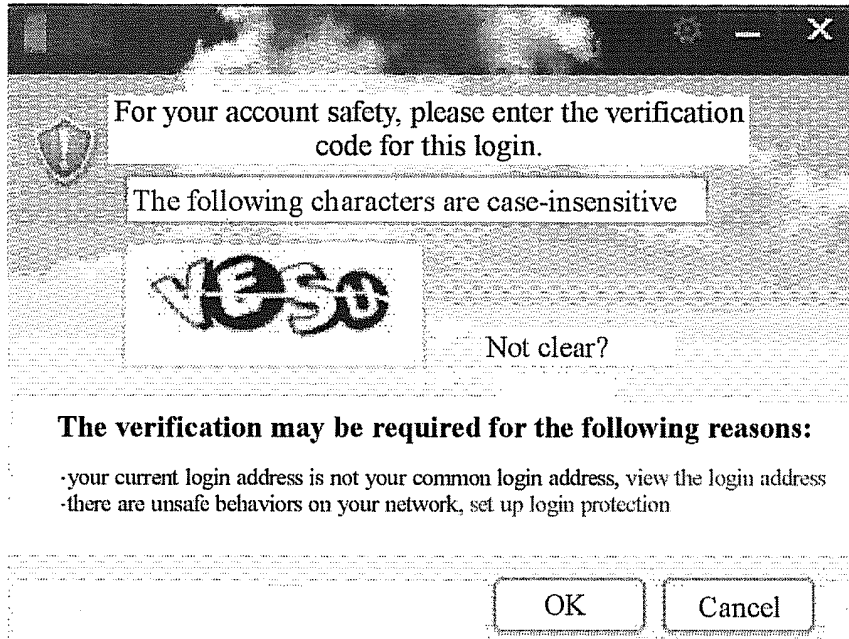 For your account safety, please enter the verification
code for this login.
The following characters are case-insensitive
VESU
Not clear?
The verification may be required for the following reasons:
·your current login address is not your common login address, view the login address
·there are unsafe behaviors on your network, set up login protection
OK Cancel